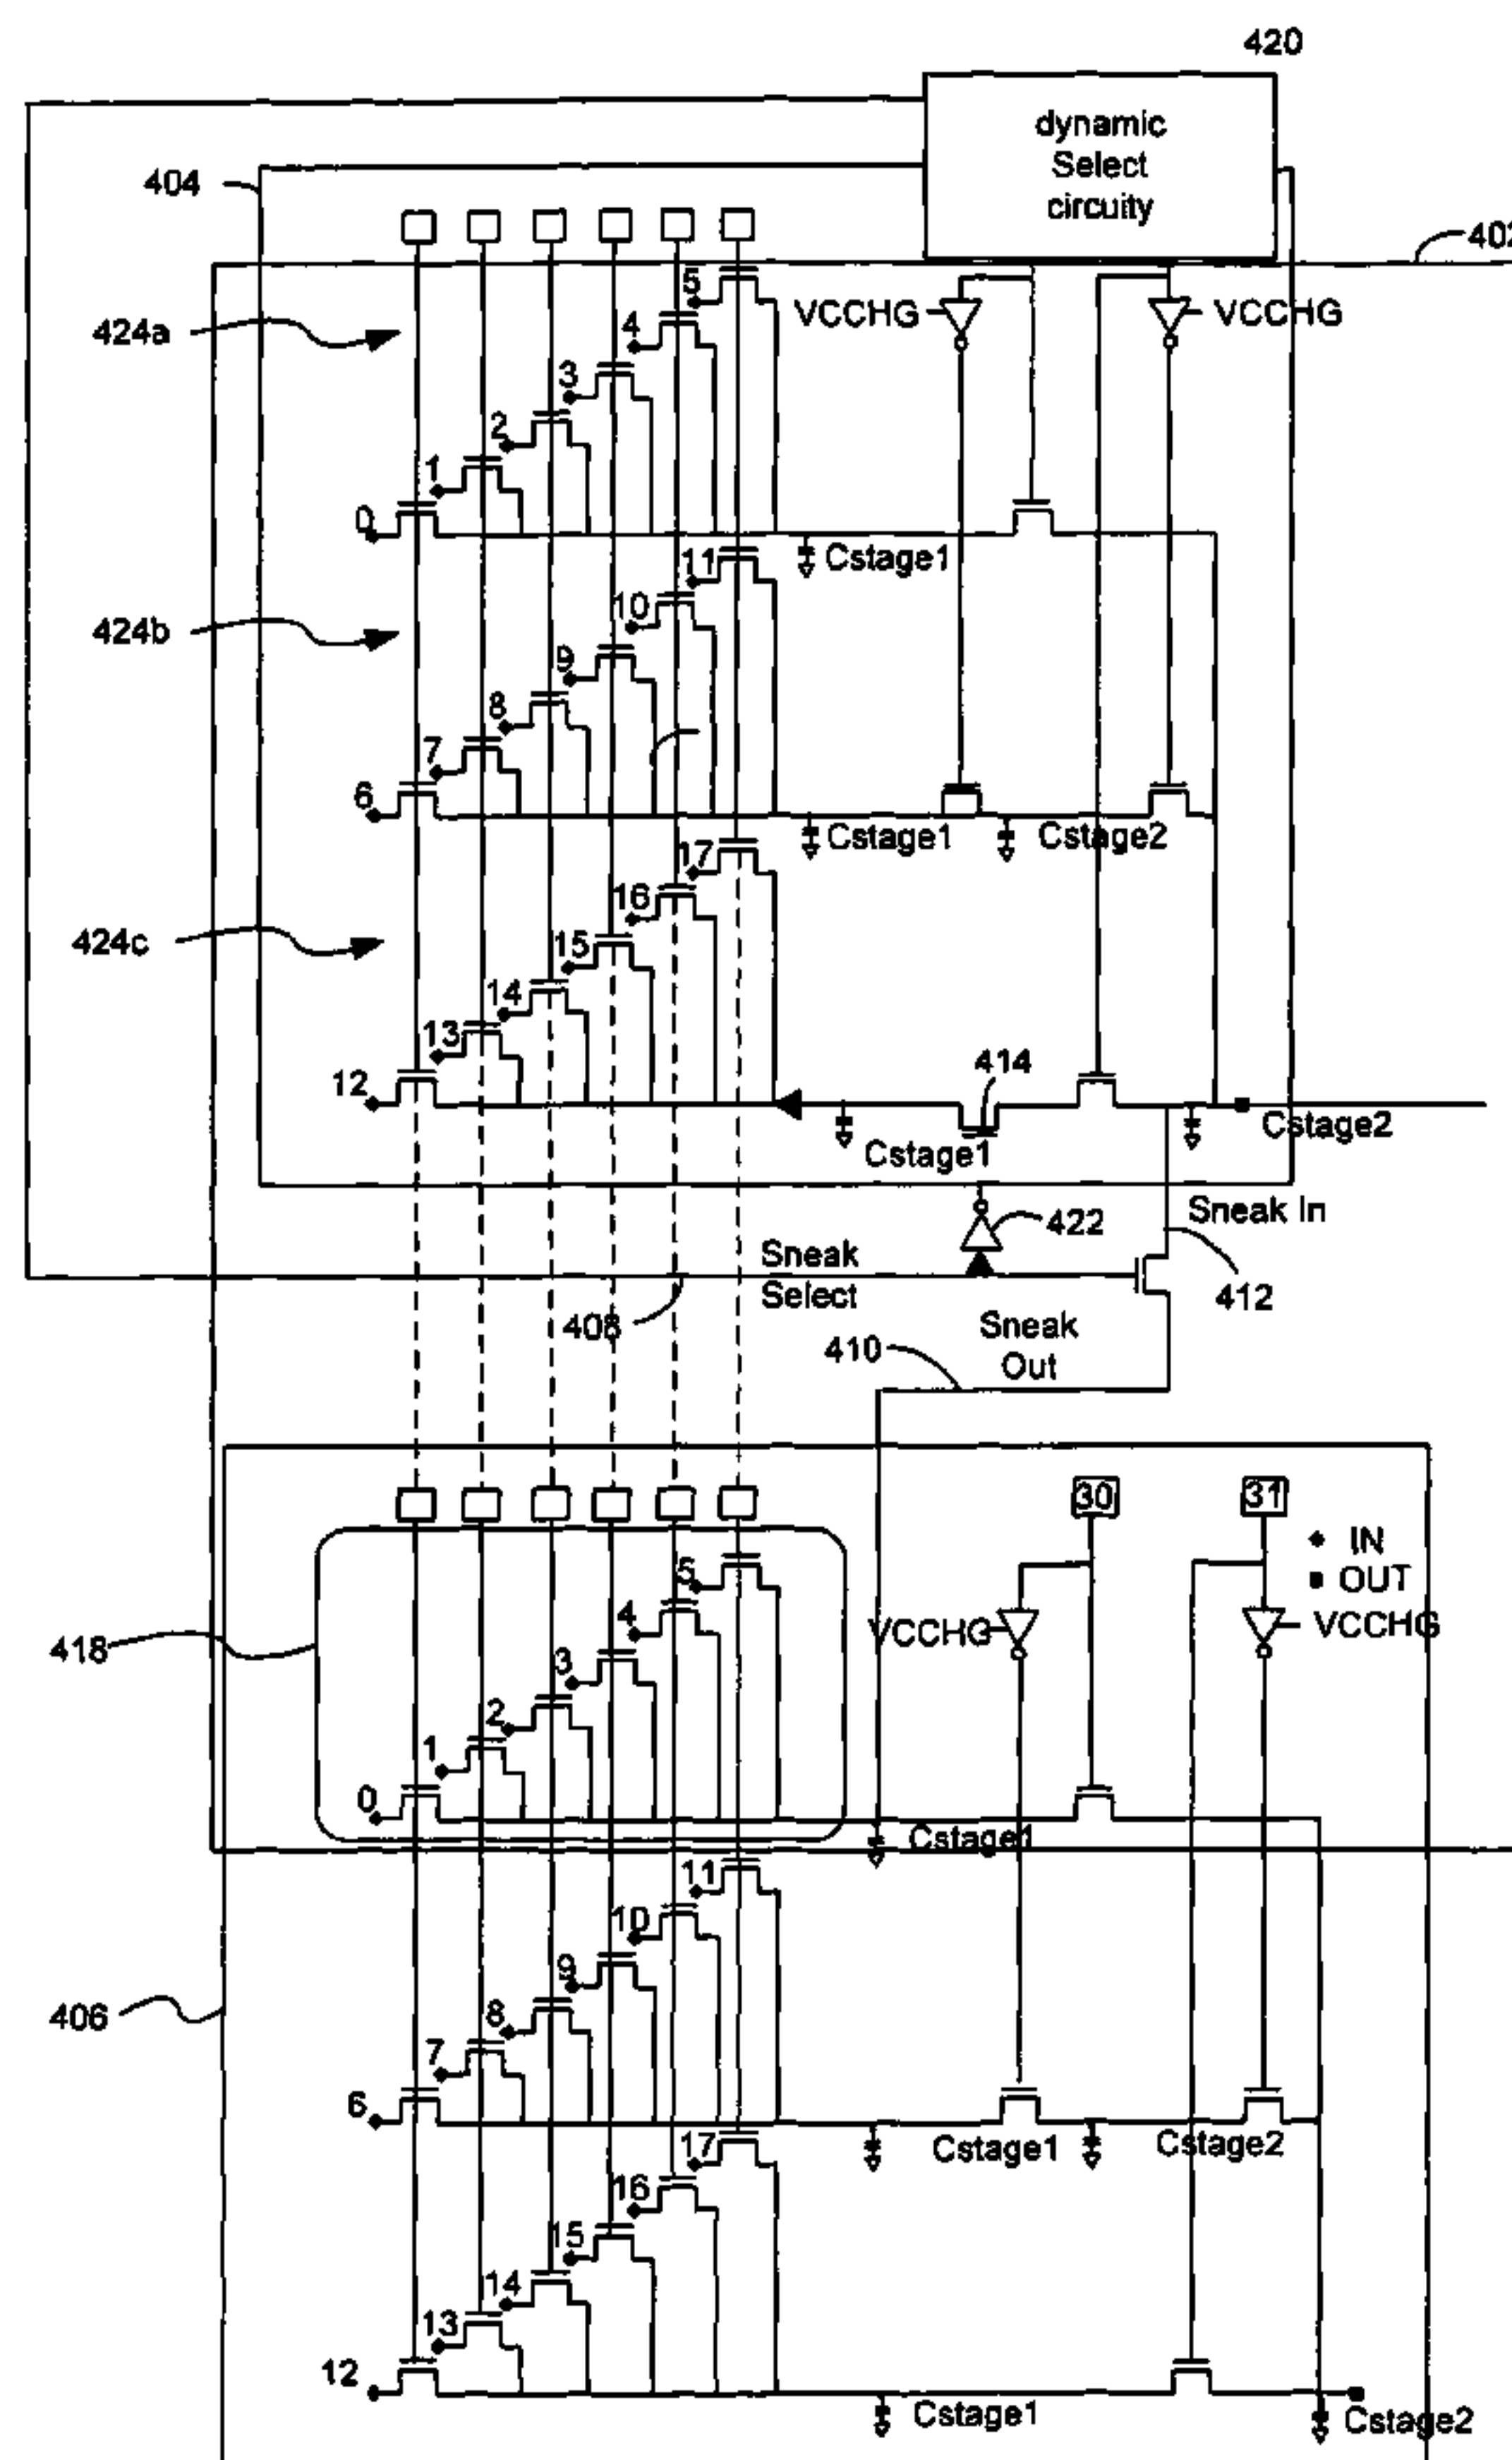 420
dynamic
Select
circuity
404
402
5
VCCHG
VCCHG
424a
4
3
2
1
0
Cstage1
11
10
424b
9
8
7
6
Cstage1
Cstage2
17
16
424c
15
14
13
12
414
Cstage1
Cstage2
Sneak In
422
Sneak
Select
412
408
Sneak
Out
410
30
31
IN
OUT
5
VCCHG
VCCHG
4
418
3
2
1
0
Cstage1
11
10
9
406
8
7
6
Cstage1
Cstage2
17
16
15
14
13
12
Cstage1
Cstage2